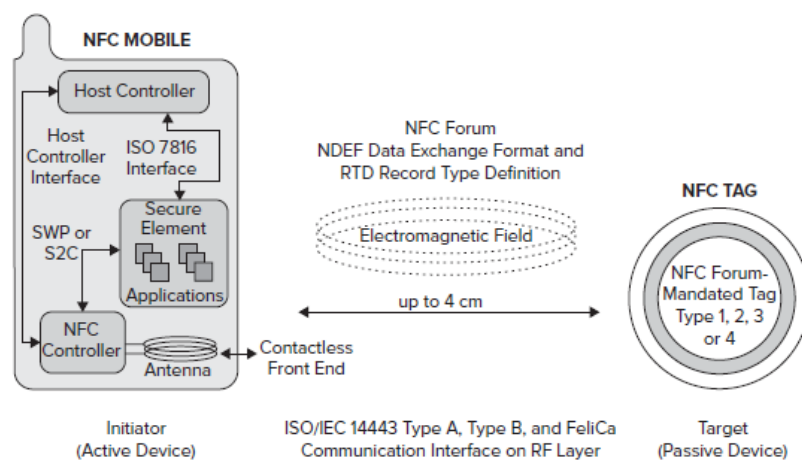 NFC MOBILE
Host Controller
Host
Controller
Interface
ISO 7816
Interface
Secure
Element
Applications
SWP or
S2C
NFC
Controller
Antenna
Contactless
Front End
Initiator
(Active Device)
NFC Forum
NDEF Data Exchange Format and
RTD Record Type Definition
Electromagnetic Field
up to 4 cm
ISO/IEC 14443 Type A, Type B, and FeliCa
Communication Interface on RF Layer
NFC TAG
NFC Forum-
Mandated Tag
Type 1, 2, 3
or 4
Target
(Passive Device)